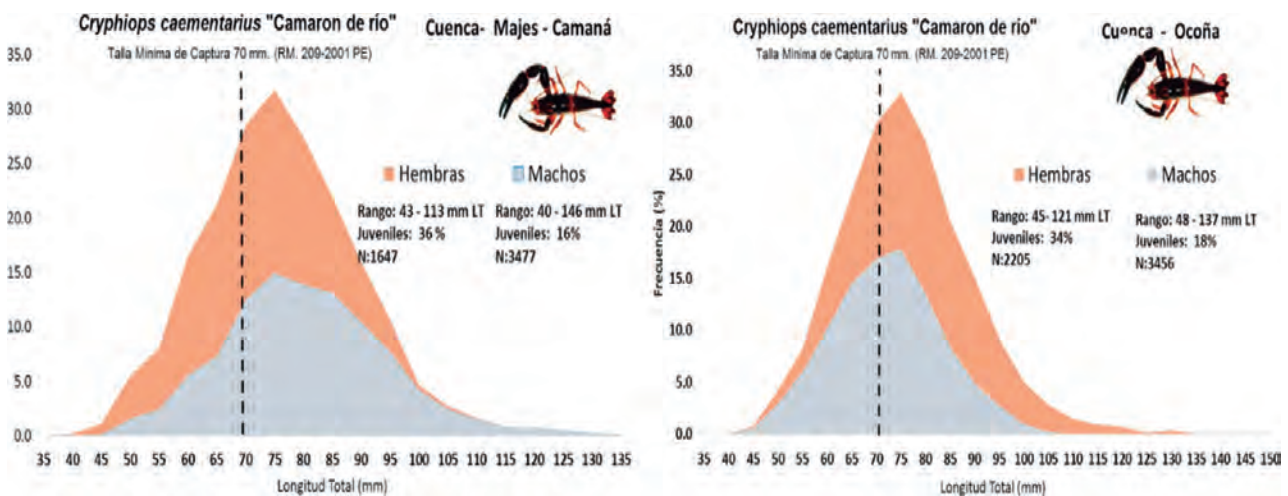 Cryphiops caementarius "Camaron de río"
Cuenca- Majes - Camaná
Talla Minima de Captura 70 mm. (RM. 209-2001 PE)
35.0
30.0
25.0
20.0
15.0
10.0
5.0
0.0
Hembras
Machos
Rango: 43 - 113 mm LT
Rango: 40 - 146 mm LT
Juveniles: 36 %
Juveniles: 16%
N:1647
N:3477
35 40 45 50 55 60 65 70 75 80 85 90 95 100 105 110 115 120 125 130 135
Longitud Total (mm)
Cryphiops caementarius "Camaron de río"
Cuenca - Ocoña
Talla Minima de Captura 70 mm. (RM. 209-2001 PE)
Frecuencia (%)
35.0
30.0
25.0
20.0
15.0
10.0
5.0
0.0
Hembras
Machos
Rango: 45- 121 mm LT
Rango: 48 - 137 mm LT
Juveniles: 34%
Juveniles: 18%
N:2205
N:3456
35 40 45 50 55 60 65 70 75 80 85 90 95 100 105 110 115 120 125 130 135 140 145 150
Longitud Total (mm)